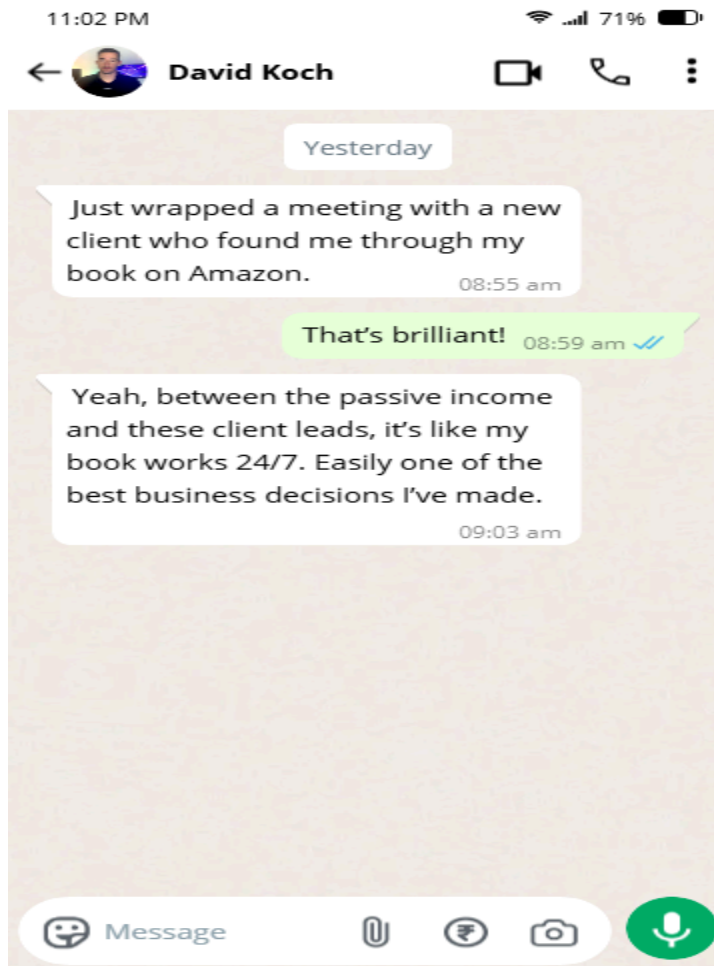 11:02 PM 71%
David Koch
Yesterday
Just wrapped a meeting with a new
client who found me through my
book on Amazon.
08:55 am
That’s brilliant! 08:59 am
Yeah, between the passive income
and these client leads, it’s like my
book works 24/7. Easily one of the
best business decisions I’ve made.
09:03 am
Message ₹